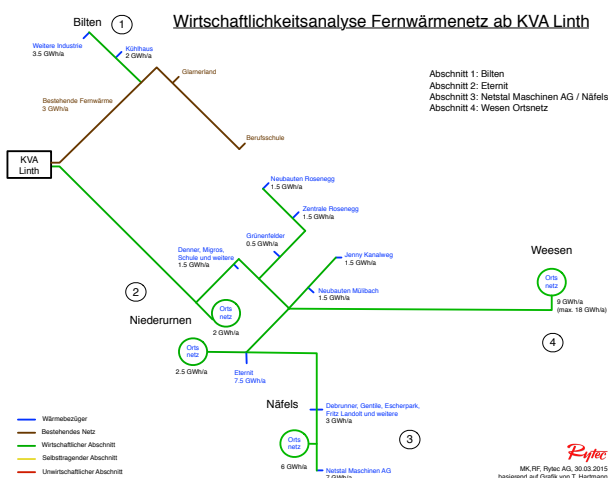 Wirtschaftlichkeitsanalyse Fernwärmenetz ab KVA Linth
Bilten
1
Weitere Industrie
3.5 GWh/a
Kühlhaus
2 GWh/a
Glarnerland
Bestehende Fernwärme
3 GWh/a
Berufsschule
Abschnitt 1: Bilten
Abschnitt 2: Eternit
Abschnitt 3: Netstal Maschinen AG / Näfels
Abschnitt 4: Wesen Ortsnetz
KVA
Linth
Neubauten Rosenegg
1.5 GWh/a
Zentrale Rosenegg
1.5 GWh/a
Grünenfelder
0.5 GWh/a
Denner, Migros,
Schule und weitere
1.5 GWh/a
Jenny Kanalweg
1.5 GWh/a
Neubauten Mülibach
1.5 GWh/a
Weesen
Orts
netz
9 GWh/a
(max. 18 GWh/a)
4
2
Niederurnen
Orts
netz
2 GWh/a
Orts
netz
2.5 GWh/a
Eternit
7.5 GWh/a
Näfels
Debrunner, Gentile, Escherpark,
Fritz Landolt und weitere
3 GWh/a
3
Orts
netz
6 GWh/a
Netstal Maschinen AG
7 GWh/a
Wärmebezüger
Bestehendes Netz
Wirtschaftlicher Abschnitt
Selbsttragender Abschnitt
Unwirtschaftlicher Abschnitt
Rytec
MK,RF, Rytec AG, 30.03.2015
basierend auf Grafik von T. Hartmann